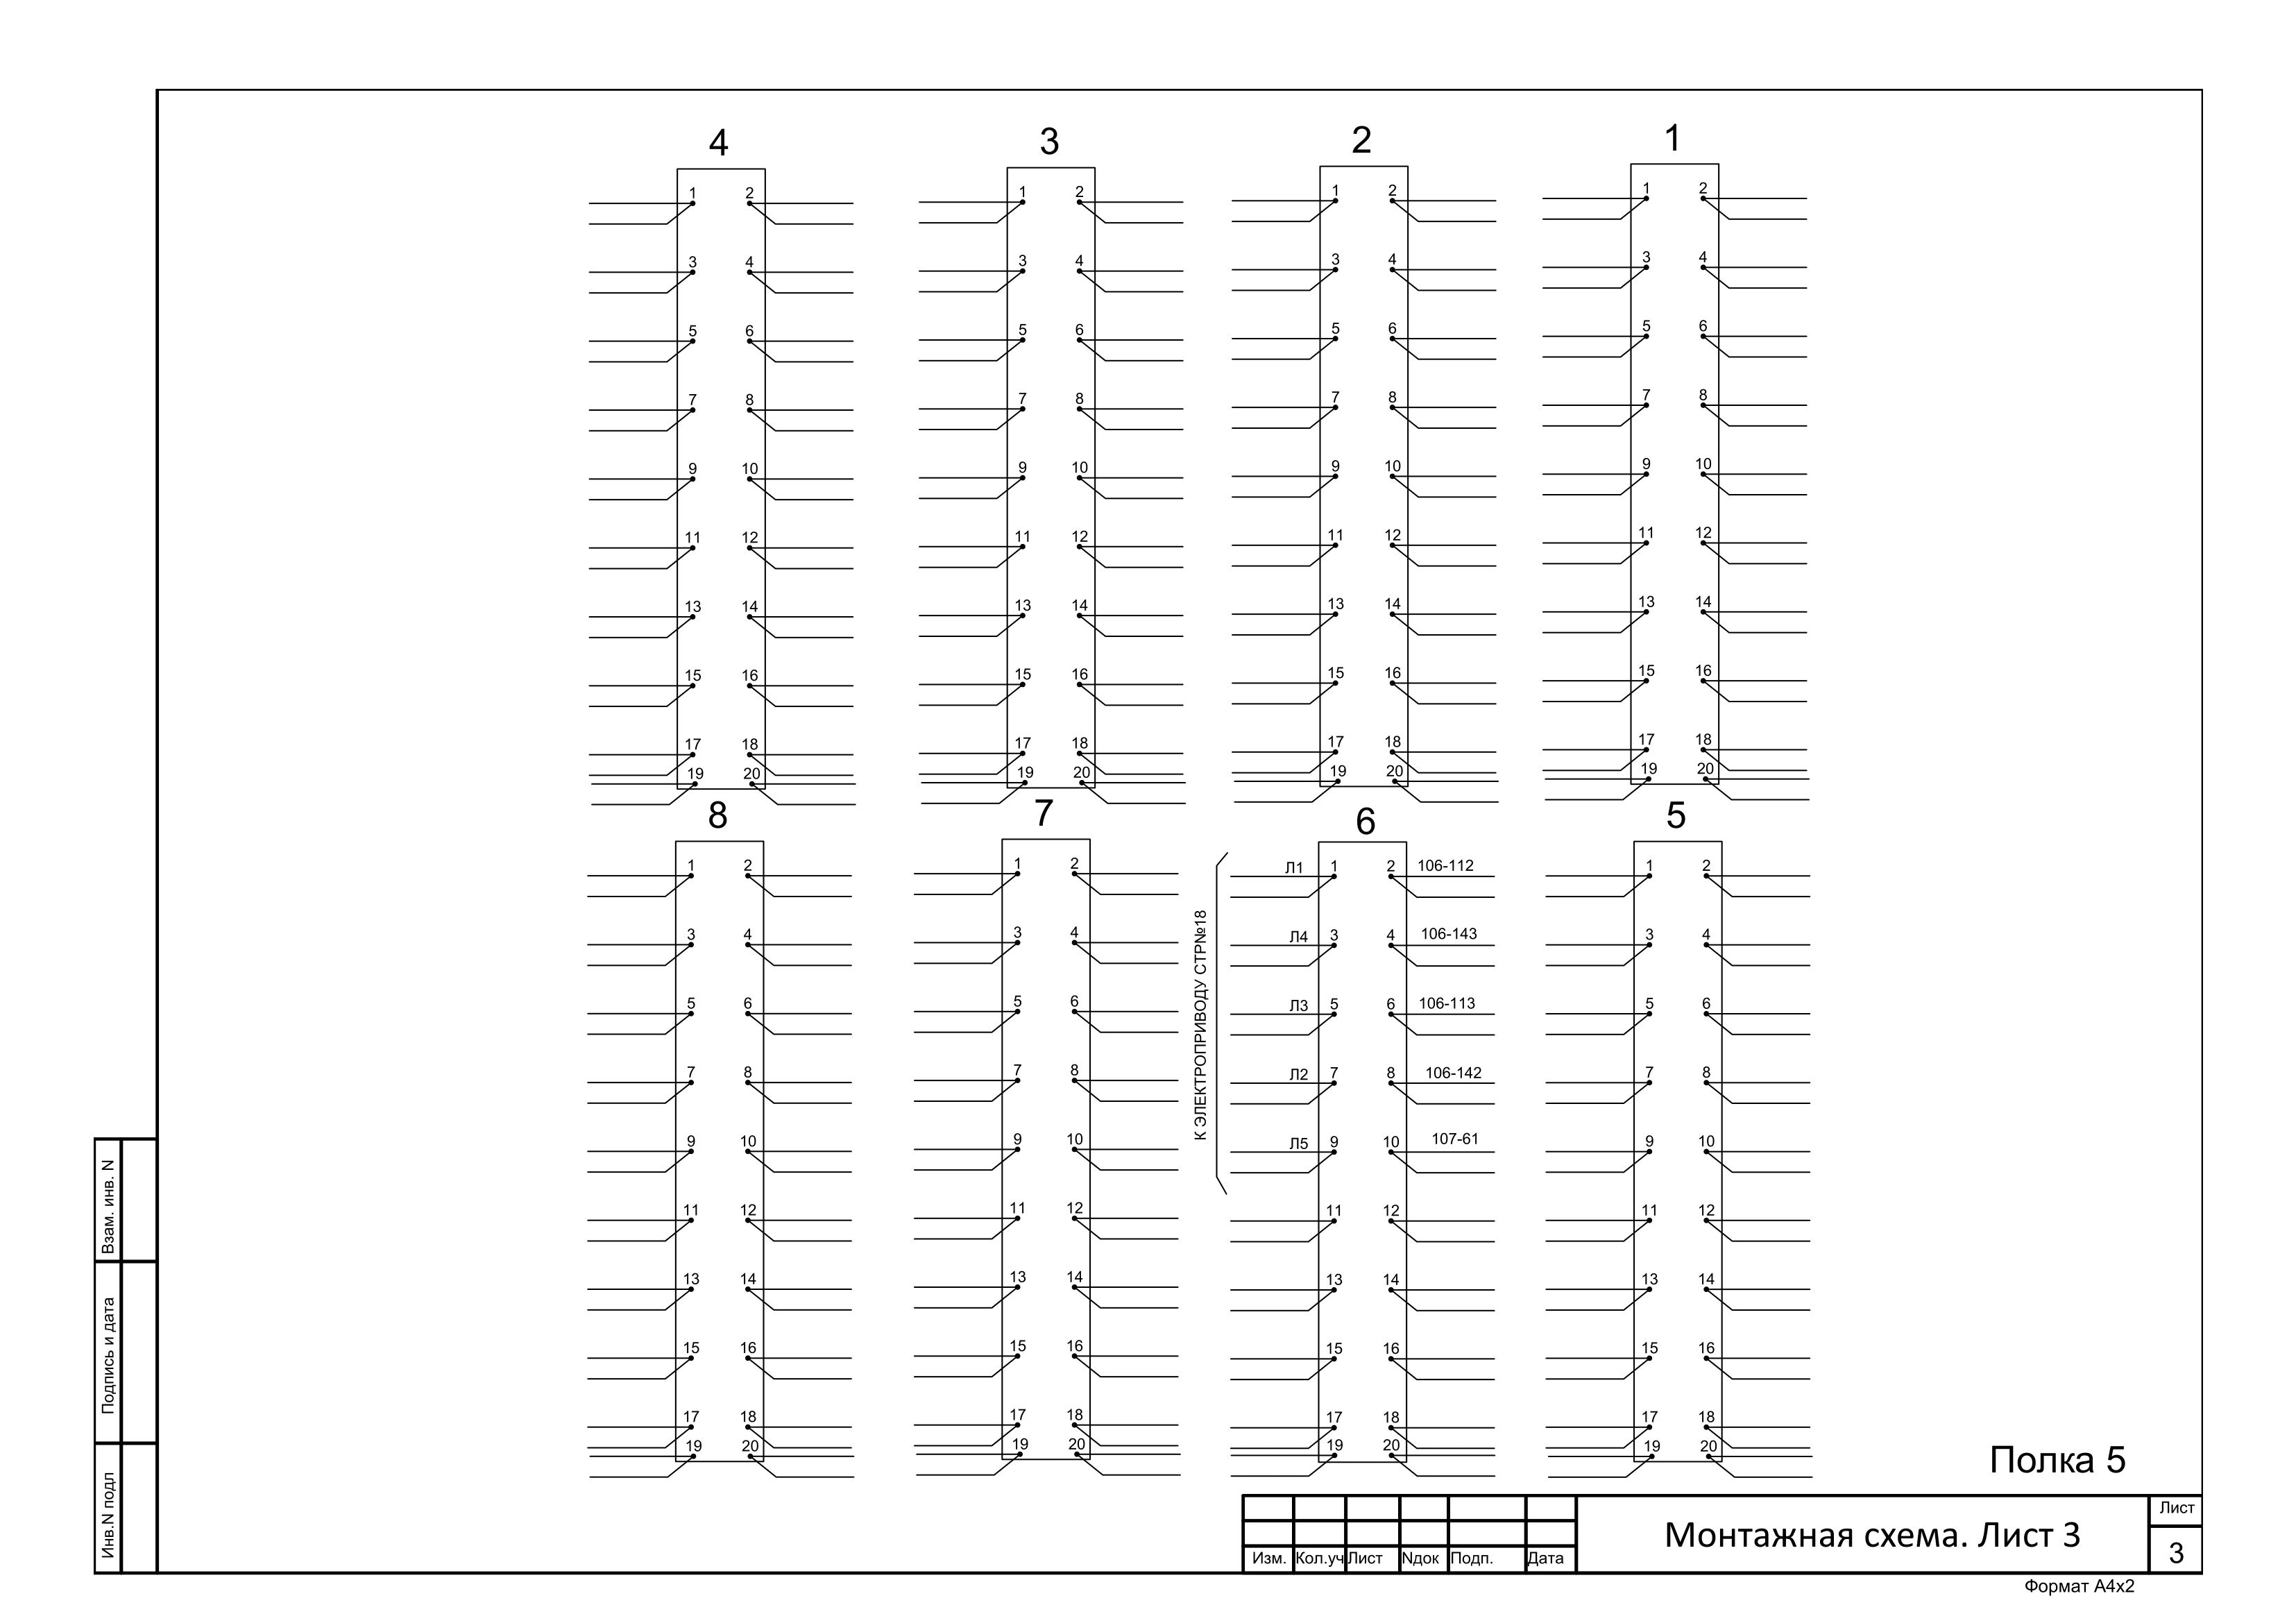 4 3 2 1
1 2 1 2 1 2 1 2
3 4 3 4 3 4 3 4
5 6 5 6 5 6 5 6
7 8 7 8 7 8 7 8
9 10 9 10 9 10 9 10
11 12 11 12 11 12 11 12
13 14 13 14 13 14 13 14
15 16 15 16 15 16 15 16
17 18 17 18 17 18 17 18
19 20 19 20 19 20 19 20
8 7 6 5
К ЭЛЕКТРОПРИВОДУ СТР№18
1 2 1 2 Л1 1 2 106-112 1 2
3 4 3 4 Л4 3 4 106-143 3 4
5 6 5 6 Л3 5 6 106-113 5 6
7 8 7 8 Л2 7 8 106-142 7 8
9 10 9 10 Л5 9 10 107-61 9 10
11 12 11 12 11 12 11 12
13 14 13 14 13 14 13 14
15 16 15 16 15 16 15 16
17 18 17 18 17 18 17 18
19 20 19 20 19 20 19 20
Взам. инв. N
Подпись и дата
Инв.N подл
Полка 5
Изм. Кол.уч Лист Nдок Подп. Дата
Монтажная схема. Лист 3
Лист
3
Формат А4х2